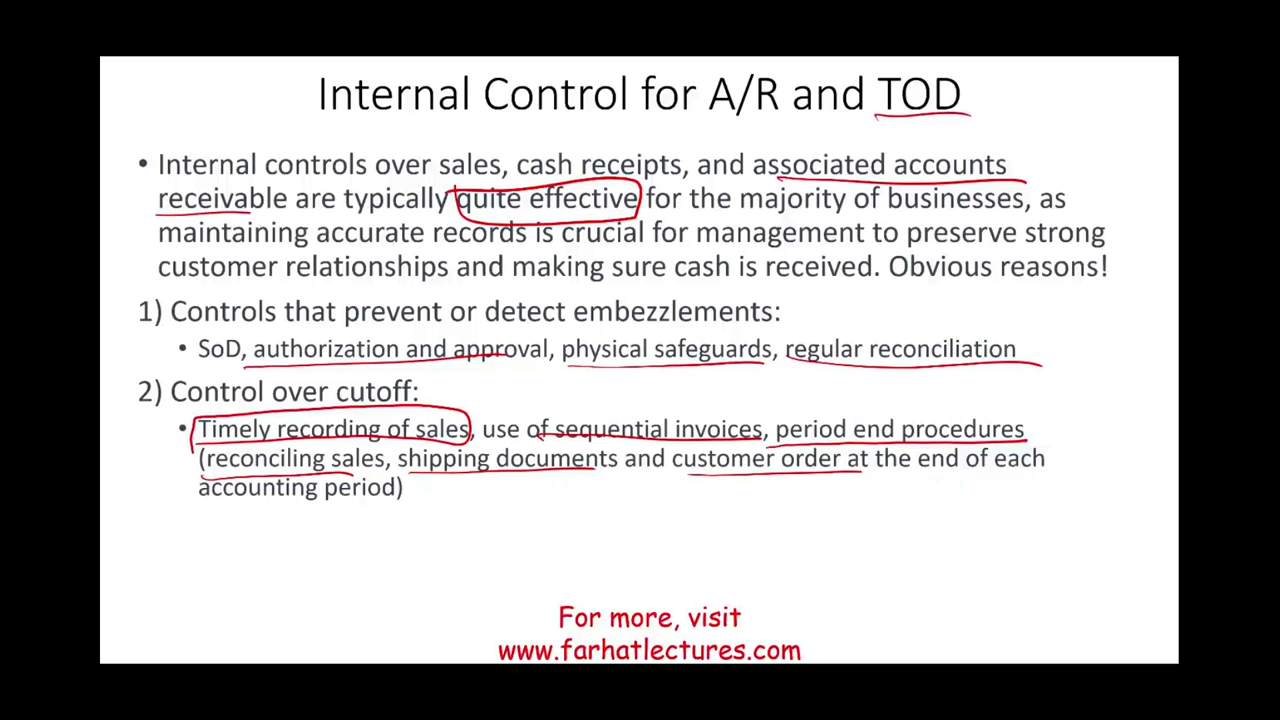 Internal Control for A/R and TOD
• Internal controls over sales, cash receipts, and associated accounts
receivable are typically quite effective for the majority of businesses, as
maintaining accurate records is crucial for management to preserve strong
customer relationships and making sure cash is received. Obvious reasons!
1) Controls that prevent or detect embezzlements:
• SoD, authorization and approval, physical safeguards, regular reconciliation
2) Control over cutoff:
• Timely recording of sales, use of sequential invoices, period end procedures
(reconciling sales, shipping documents and customer order at the end of each
accounting period)
For more, visit
www.farhatlectures.com